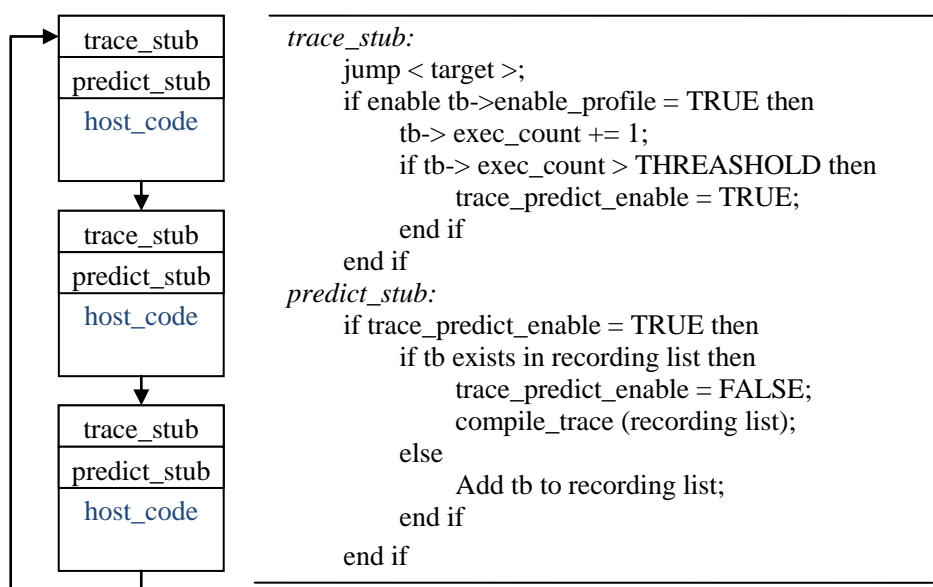 trace_stub
predict_stub
host_code
trace_stub
predict_stub
host_code
trace_stub
predict_stub
host_code
trace_stub:
jump < target >;
if enable tb->enable_profile = TRUE then
tb-> exec_count += 1;
if tb-> exec_count > THREASHOLD then
trace_predict_enable = TRUE;
end if
end if
predict_stub:
if trace_predict_enable = TRUE then
if tb exists in recording list then
trace_predict_enable = FALSE;
compile_trace (recording list);
else
Add tb to recording list;
end if
end if